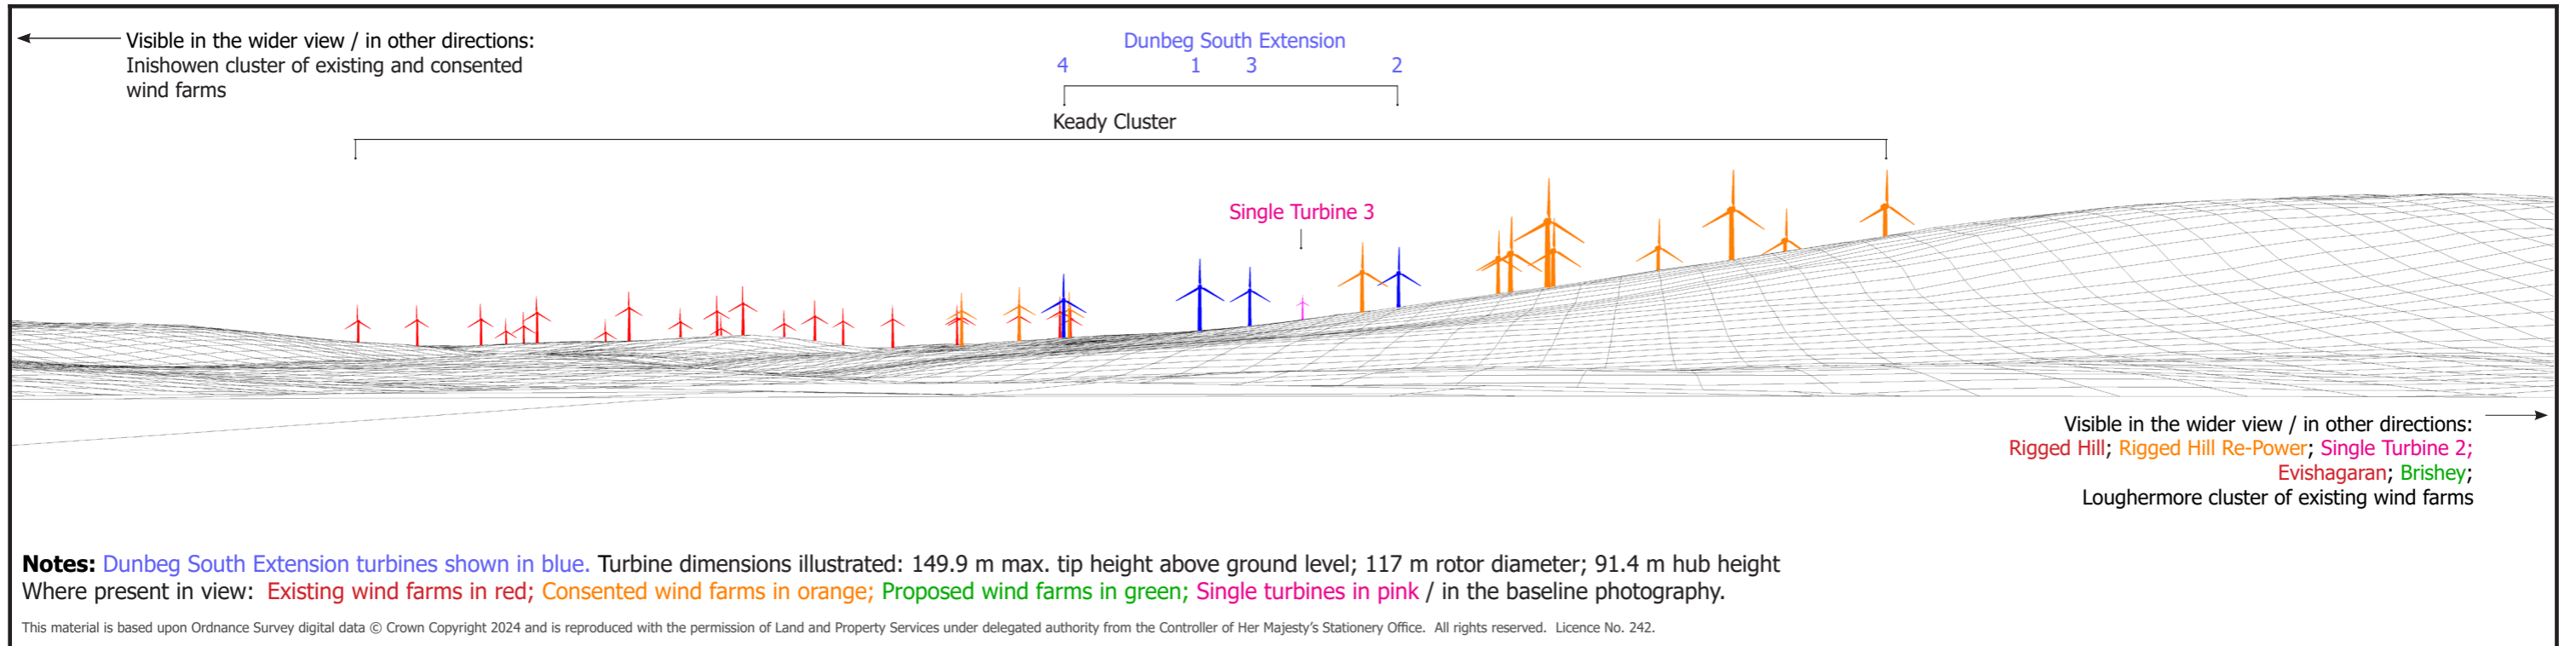 Visible in the wider view / in other directions:
Inishowen cluster of existing and consented
wind farms
Dunbeg South Extension
4 1 3 2
Keady Cluster
Single Turbine 3
Visible in the wider view / in other directions:
Rigged Hill; Rigged Hill Re-Power; Single Turbine 2;
Evishagaran; Brishey;
Loughermore cluster of existing wind farms
Notes: Dunbeg South Extension turbines shown in blue. Turbine dimensions illustrated: 149.9 m max. tip height above ground level; 117 m rotor diameter; 91.4 m hub height
Where present in view: Existing wind farms in red; Consented wind farms in orange; Proposed wind farms in green; Single turbines in pink / in the baseline photography.
This material is based upon Ordnance Survey digital data © Crown Copyright 2024 and is reproduced with the permission of Land and Property Services under delegated authority from the Controller of Her Majesty's Stationery Office. All rights reserved. Licence No. 242.